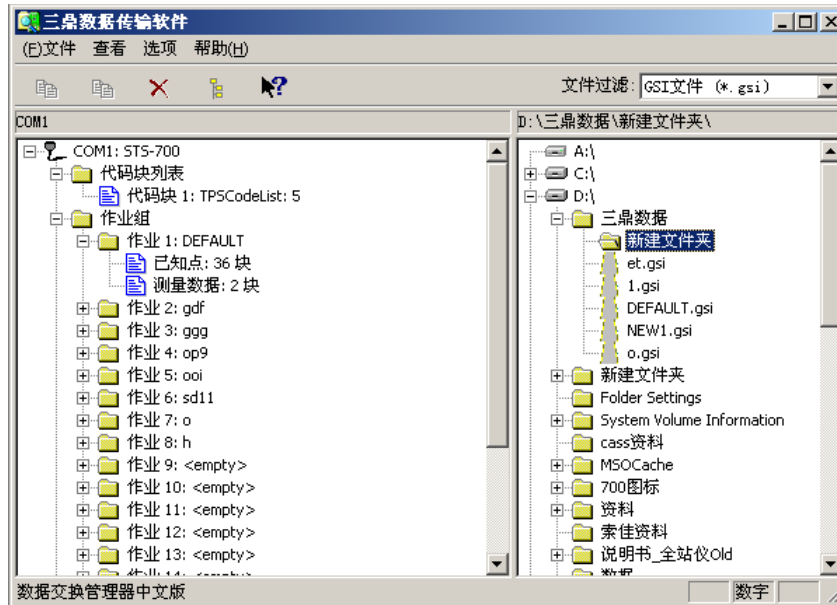 三鼎数据传输软件
(F)文件 查看 选项 帮助(H)
文件过滤: GSI文件 (*.gsi)
COM1
COM1: STS-700
代码块列表
代码块 1: TPSCodeList: 5
作业组
作业 1: DEFAULT
已知点: 36 块
测量数据: 2 块
作业 2: gdf
作业 3: ggg
作业 4: op9
作业 5: ooi
作业 6: sd11
作业 7: o
作业 8: h
作业 9: <empty>
作业 10: <empty>
作业 11: <empty>
作业 12: <empty>
作业 13: <empty>
D:\三鼎数据\新建文件夹\
A:\
C:\
D:\
三鼎数据
新建文件夹
et.gsi
1.gsi
DEFAULT.gsi
NEW1.gsi
o.gsi
新建文件夹
Folder Settings
System Volume Information
cass资料
MSOCache
700图标
资料
索佳资料
说明书_全站仪Old
数据交换管理器中文版
数字